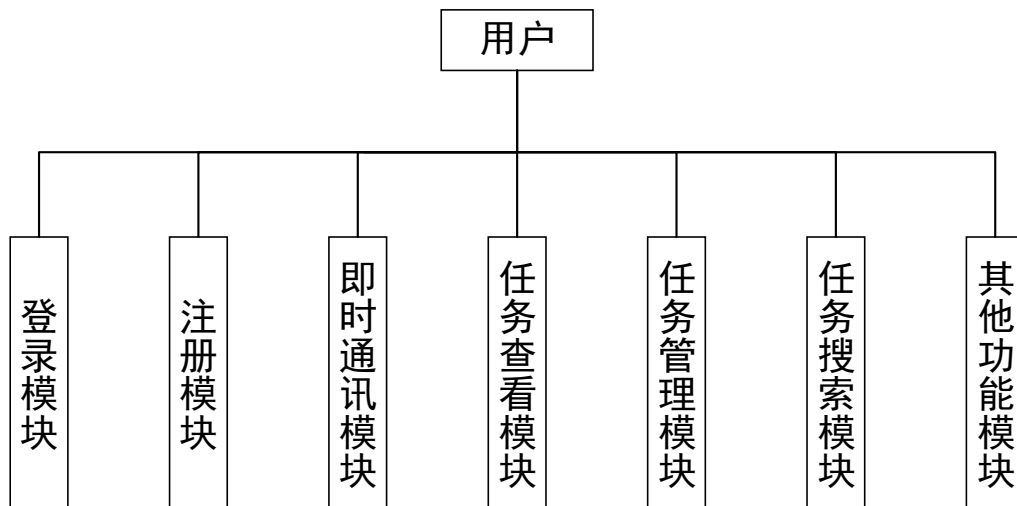 用户
登录模块
注册模块
即时通讯模块
任务查看模块
任务管理模块
任务搜索模块
其他功能模块